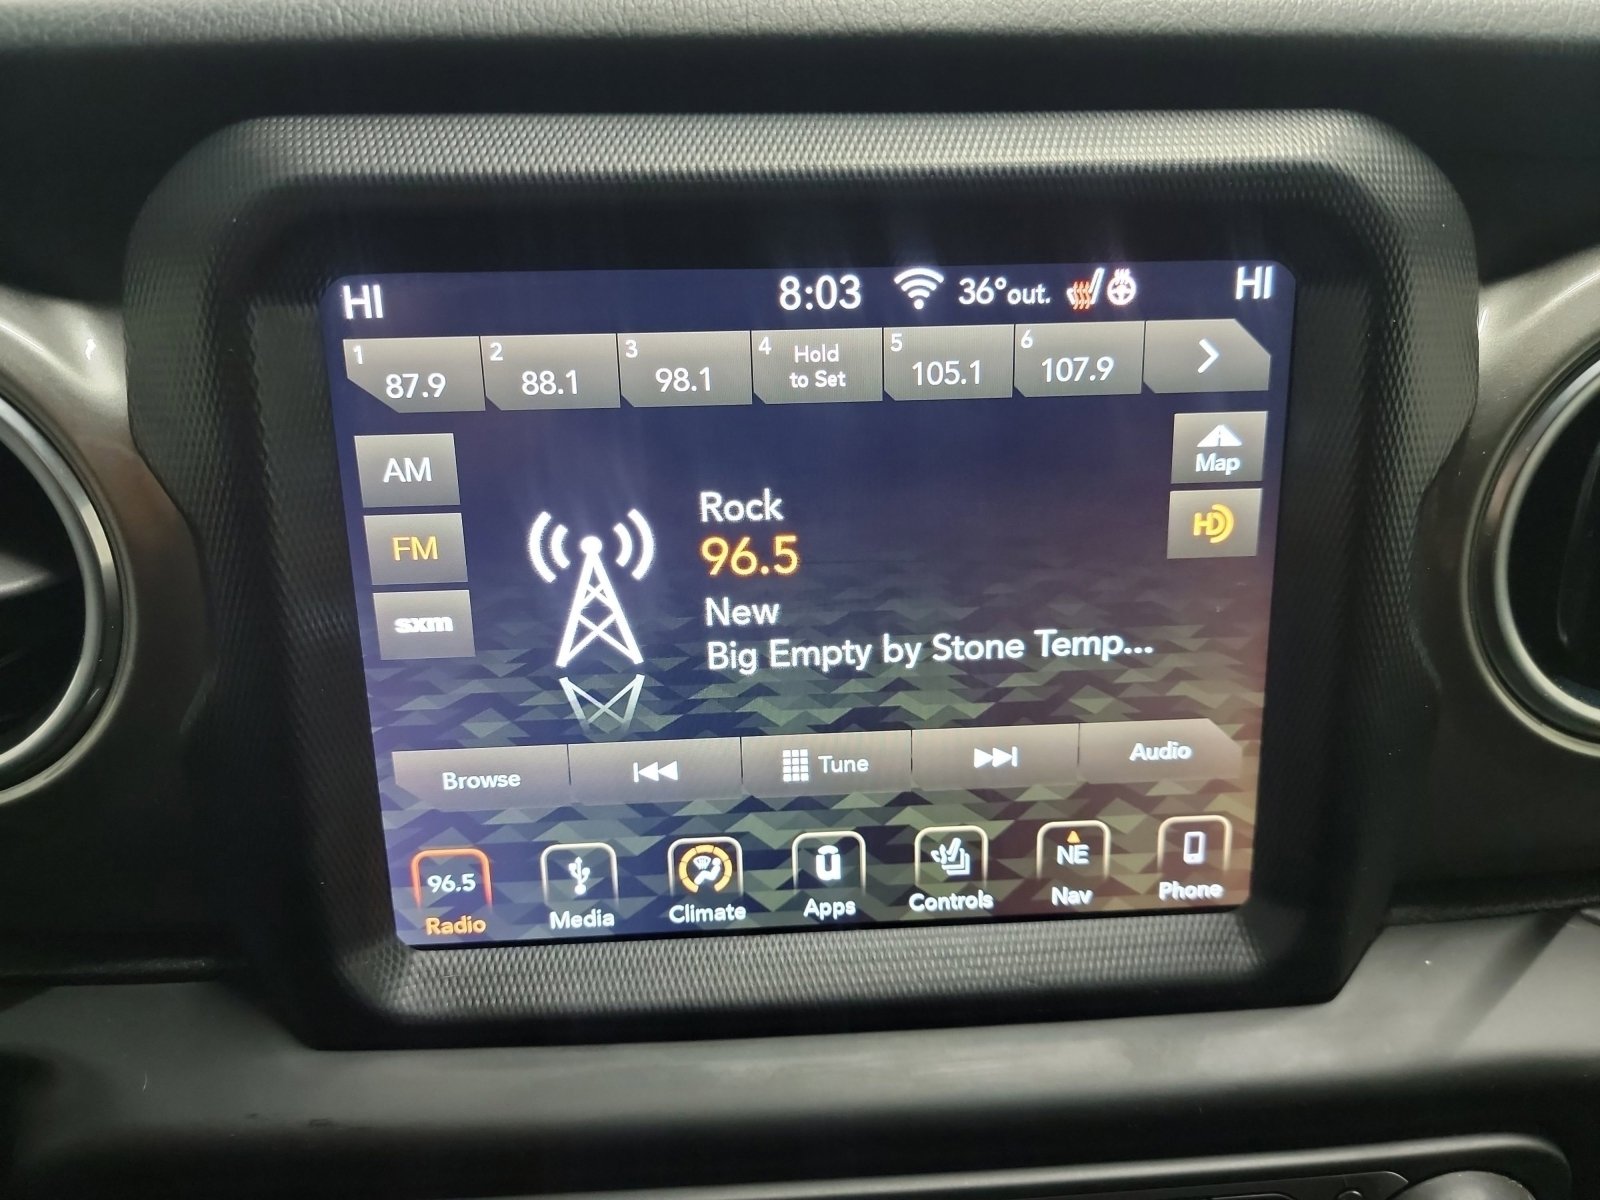 HI 8:03 36°out. HI
1 87.9
2 88.1
3 98.1
4 Hold
to Set
5 105.1
6 107.9
AM
FM
sxm
Map
HD
Rock
96.5
New
Big Empty by Stone Temp...
Browse Tune Audio
96.5 NE
Radio Media Climate Apps Controls Nav Phone